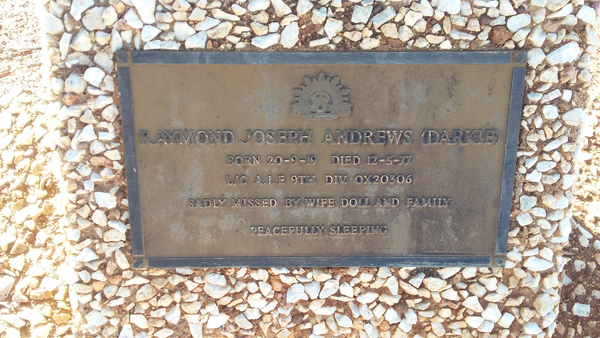 RAYMOND JOSEPH ANDREWS (DARKIE)
BORN 20-9-19 DIED 12-5-77
L/C A.I.F 9TH DIV. QX20306
SADLY MISSED BY WIFE DOLL AND FAMILY
PEACEFULLY SLEEPING